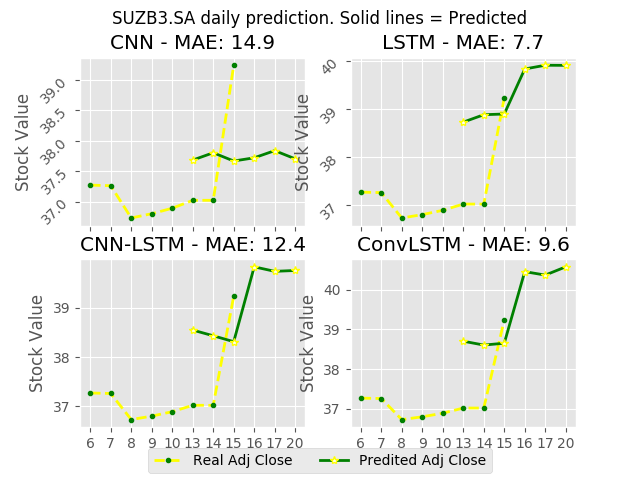 SUZB3.SA daily prediction. Solid lines = Predicted
CNN - MAE: 14.9
LSTM - MAE: 7.7
Stock Value
39.0
38.5
38.0
37.5
37.0
Stock Value
40
39
38
37
CNN-LSTM - MAE: 12.4
ConvLSTM - MAE: 9.6
Stock Value
39
38
37
6 7 8 9 10 13 14 15 16 17 20
Stock Value
40
39
38
37
6 7 8 9 10 13 14 15 16 17 20
Real Adj Close
Predited Adj Close